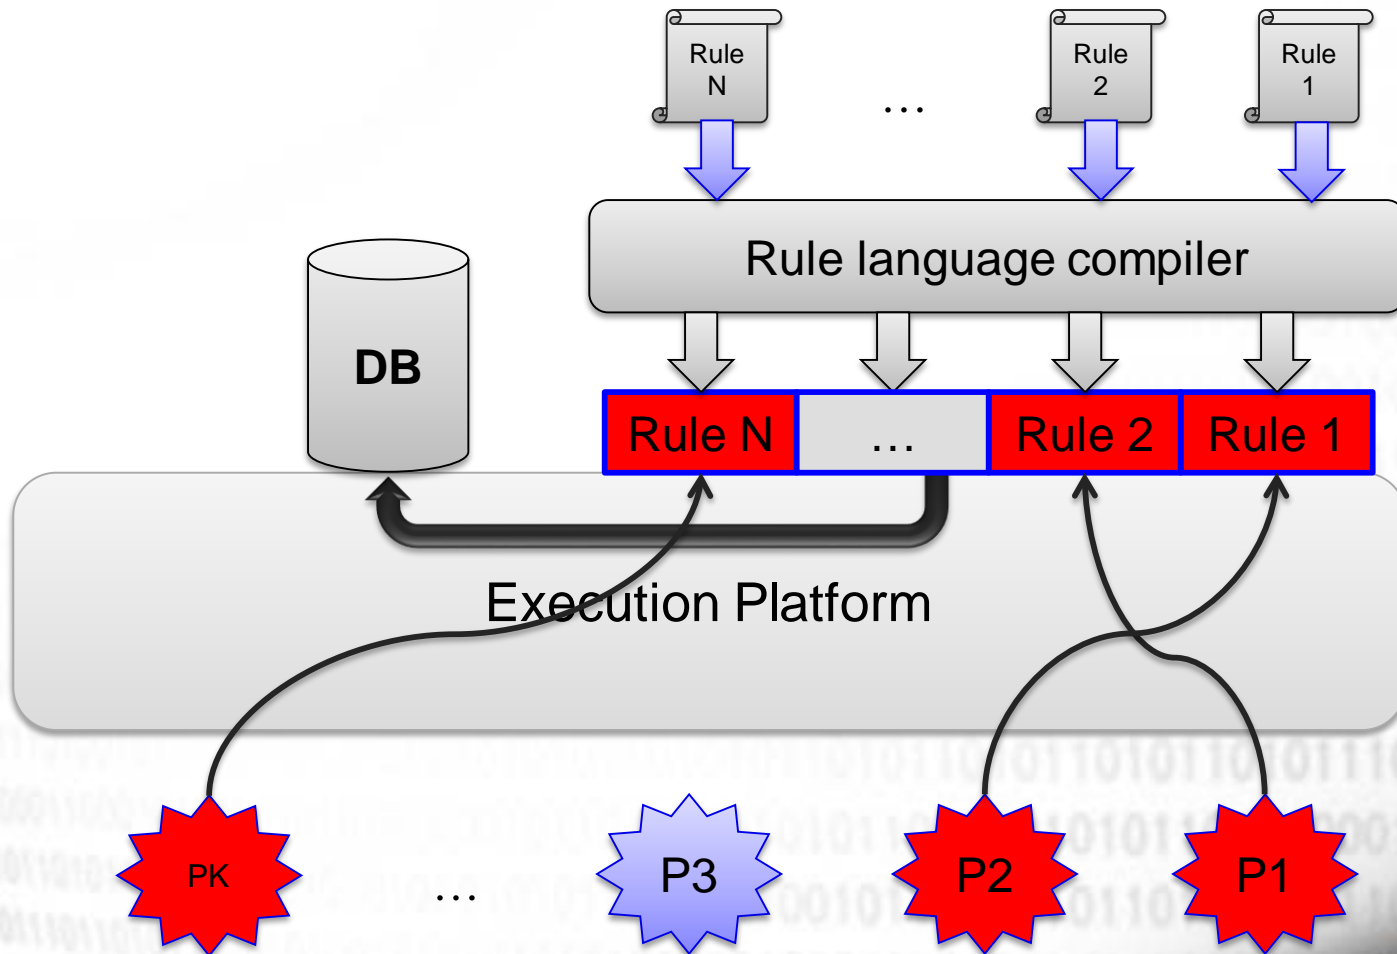 Rule
N
…
Rule
2
Rule
1
Rule language compiler
DB
Rule N
…
Rule 2
Rule 1
Execution Platform
PK
…
P3
P2
P1